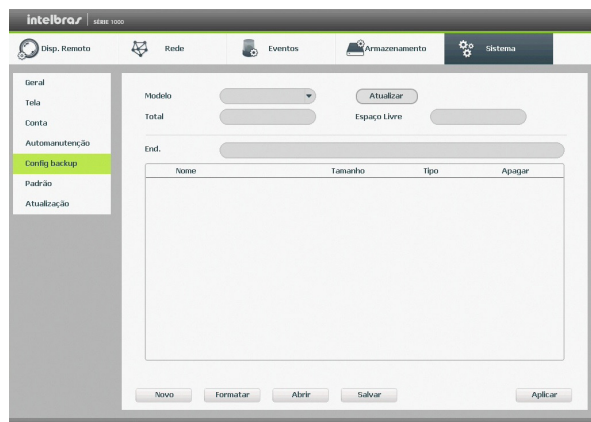 intelbras SÉRIE 1000
Disp. Remoto Rede Eventos Armazenamento Sistema
Geral
Tela
Conta
Automanutenção
Config backup
Padrão
Atualização
Modelo Atualizar
Total Espaço Livre
End.
Nome Tamanho Tipo Apagar
Novo Formatar Abrir Salvar Aplicar